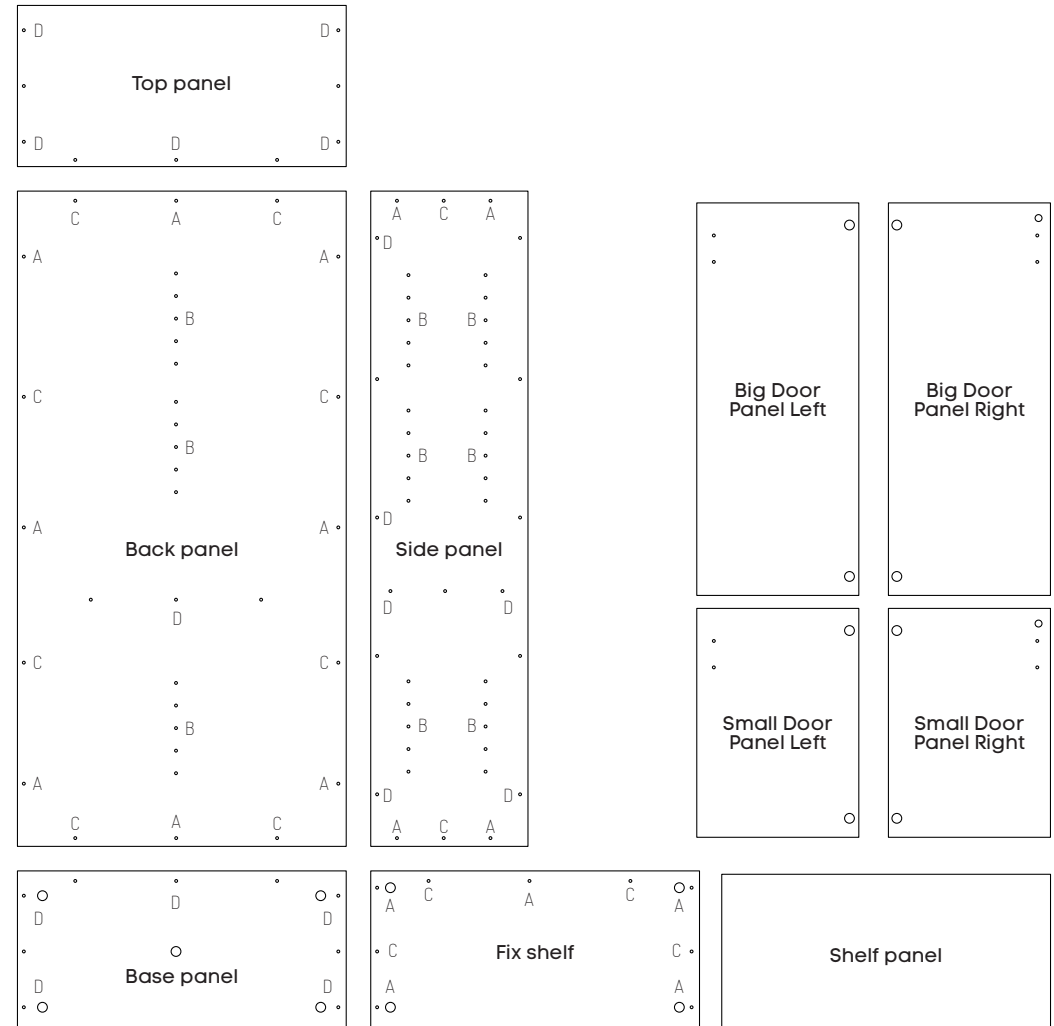 D D
Top panel
D D D
C A C
A A
B
C C
B
A A
Back panel
D
C C
B
A A
C A C
A C A
D
B B
B B
D
Side panel
D D
B B
D D
A C A
Big Door
Panel Left
Big Door
Panel Right
Small Door
Panel Left
Small Door
Panel Right
D
D D
Base panel
D D
C A C
A A
C C
Fix shelf
A A
Shelf panel